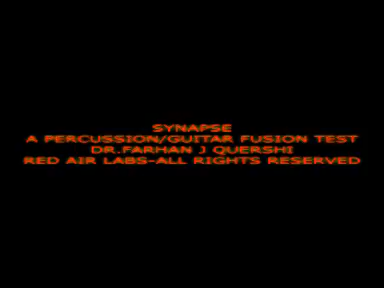 SYNAPSE
A PERCUSSION/GUITAR FUSION TEST
DR.FARHAN J QUERSHI
RED AIR LABS-ALL RIGHTS RESERVED